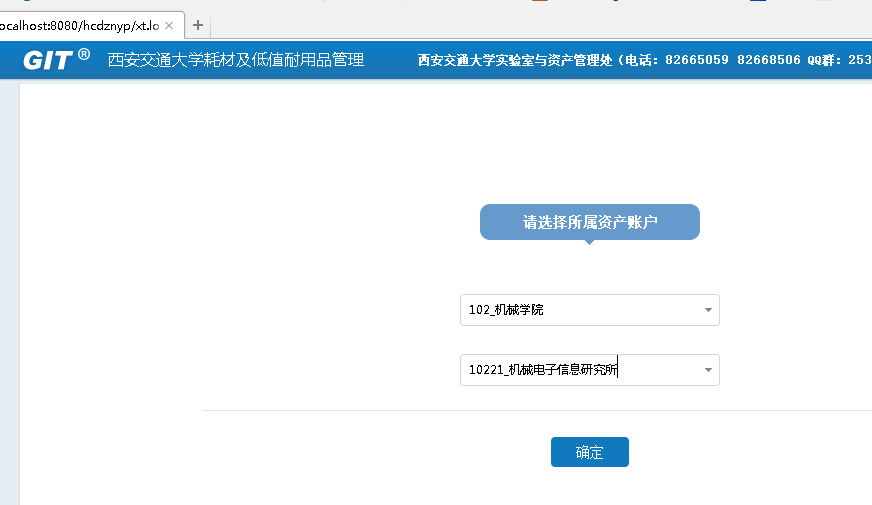 ocalhost:8080/hcdznyp/xt.lo
GIT® 西安交通大学耗材及低值耐用品管理 西安交通大学实验室与资产管理处（电话：82665059 82668506 QQ群：253
请选择所属资产账户
102_机械学院
10221_机械电子信息研究所
确定